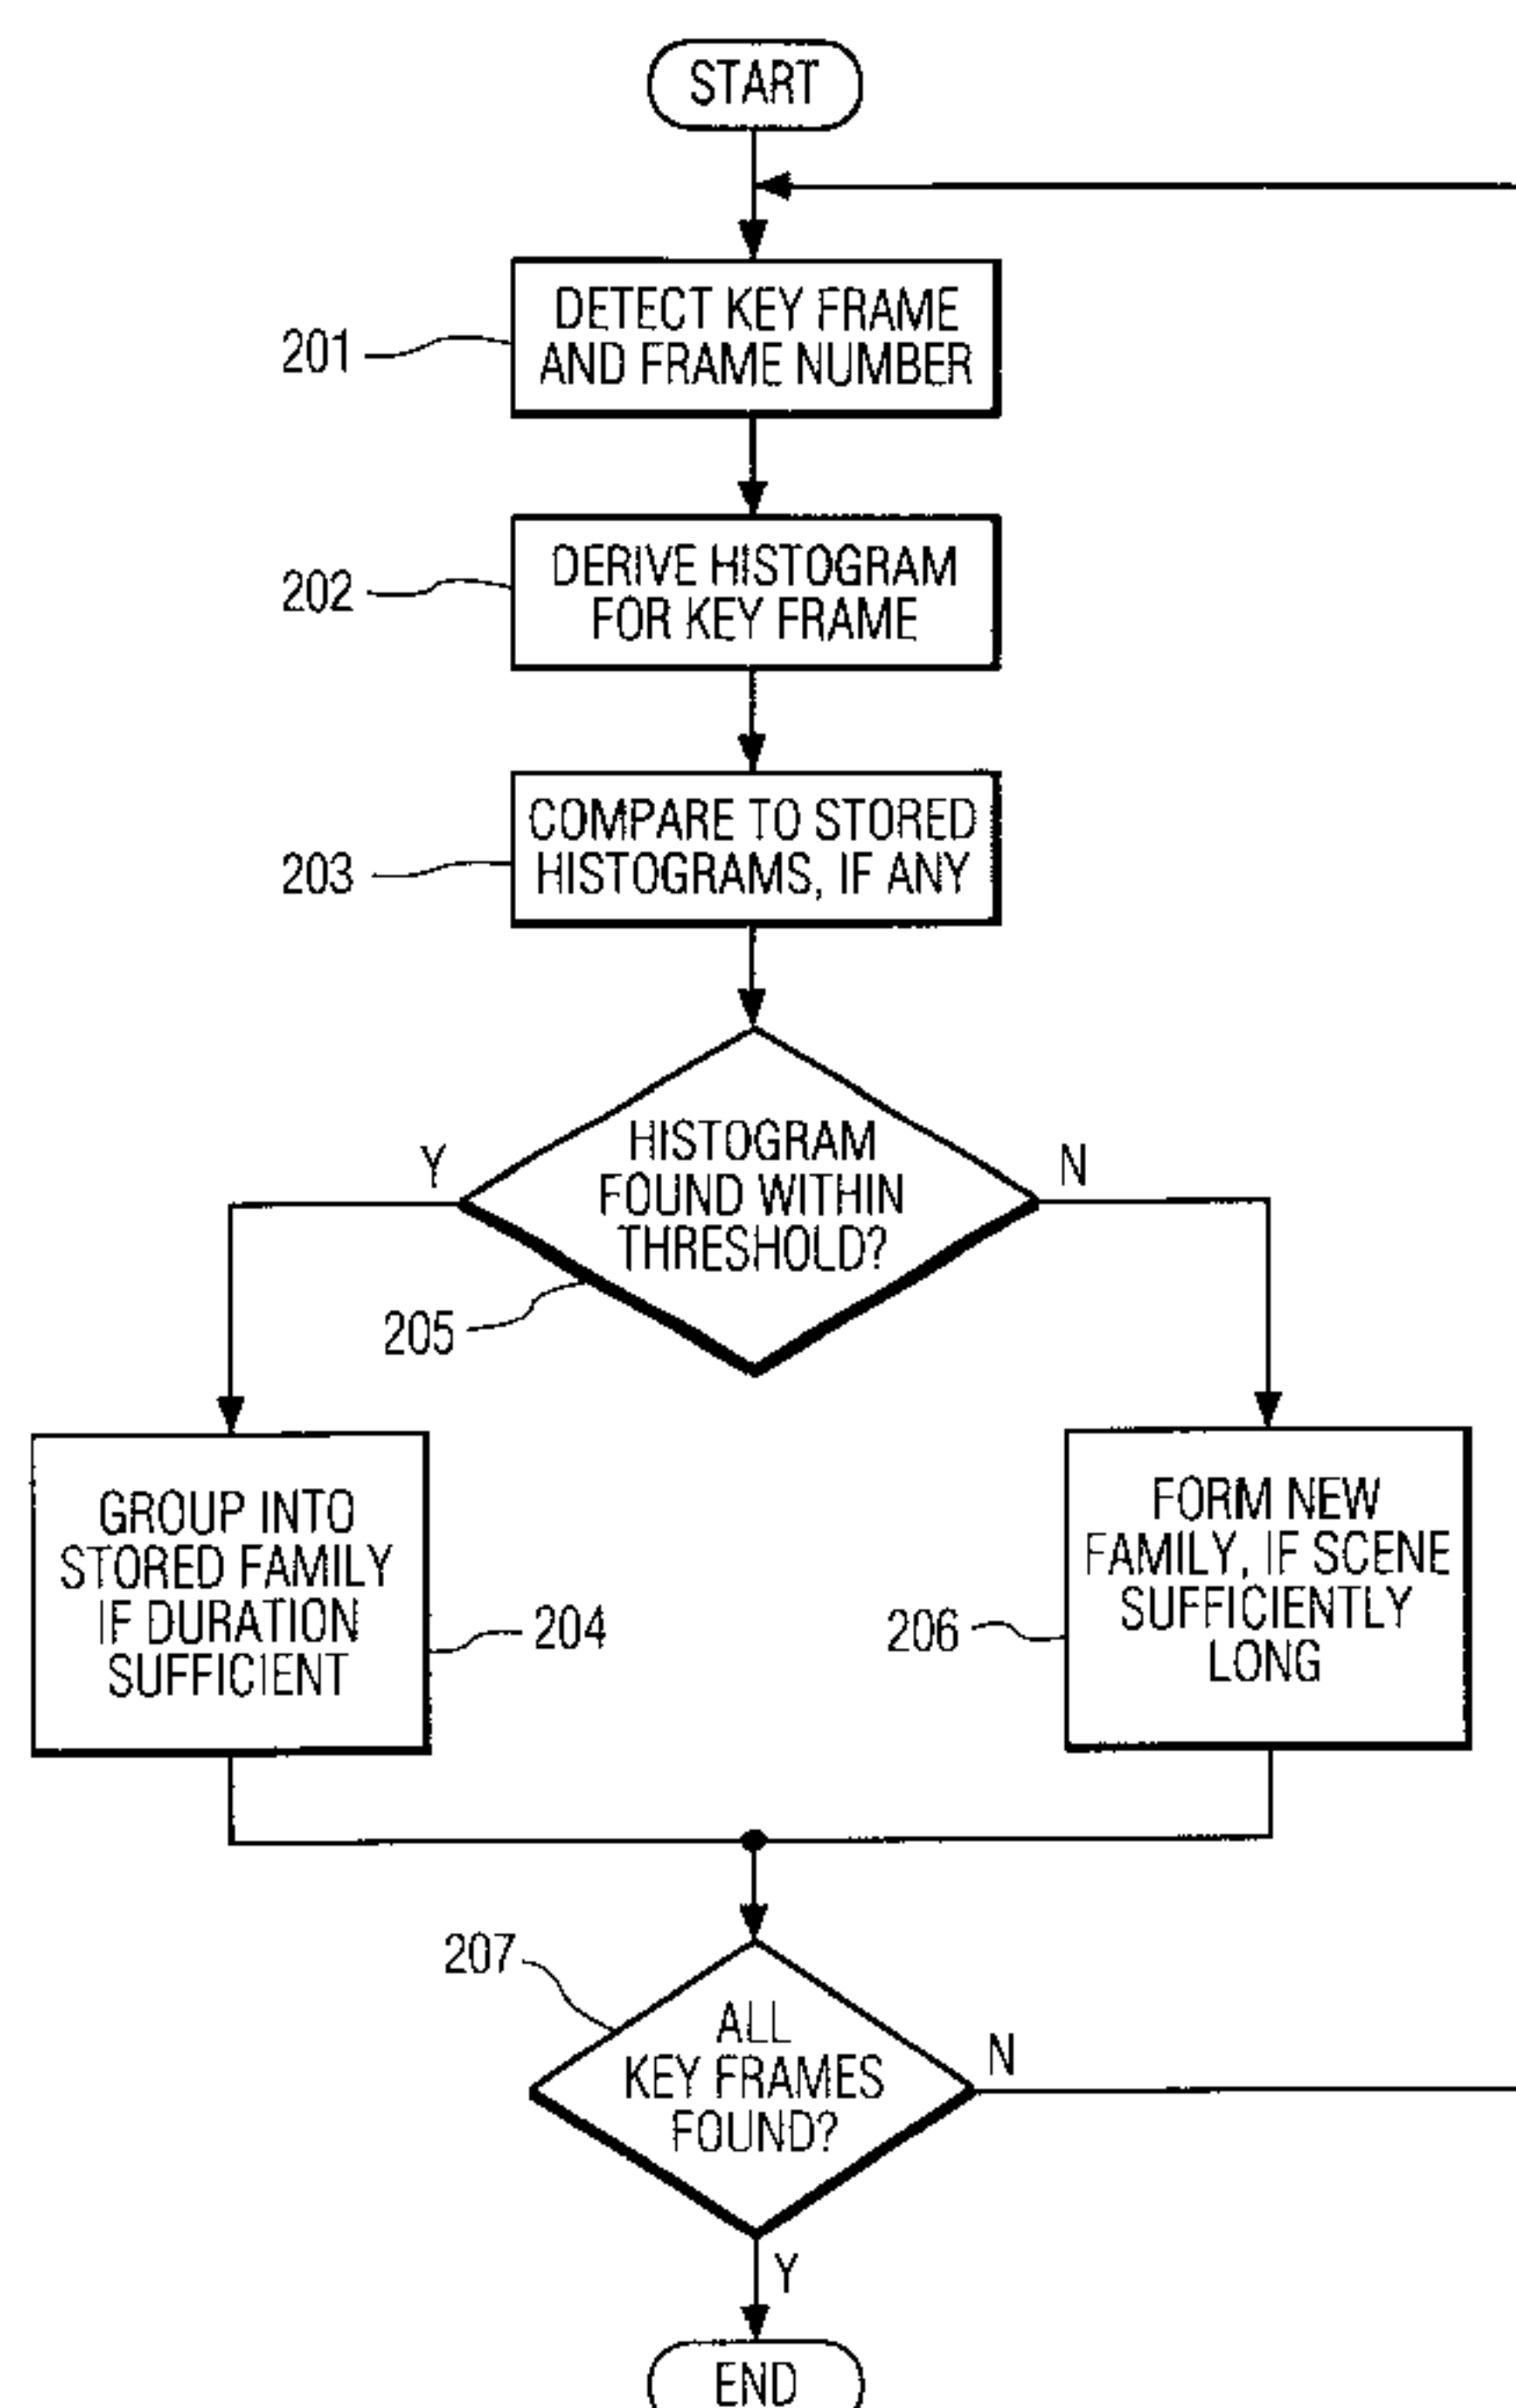 START
DETECT KEY FRAME
AND FRAME NUMBER
201
DERIVE HISTOGRAM
FOR KEY FRAME
202
COMPARE TO STORED
HISTOGRAMS, IF ANY
203
HISTOGRAM
FOUND WITHIN
THRESHOLD?
Y
N
205
GROUP INTO
STORED FAMILY
IF DURATION
SUFFICIENT
204
FORM NEW
FAMILY, IF SCENE
SUFFICIENTLY
LONG
206
207
ALL
KEY FRAMES
FOUND?
N
Y
END